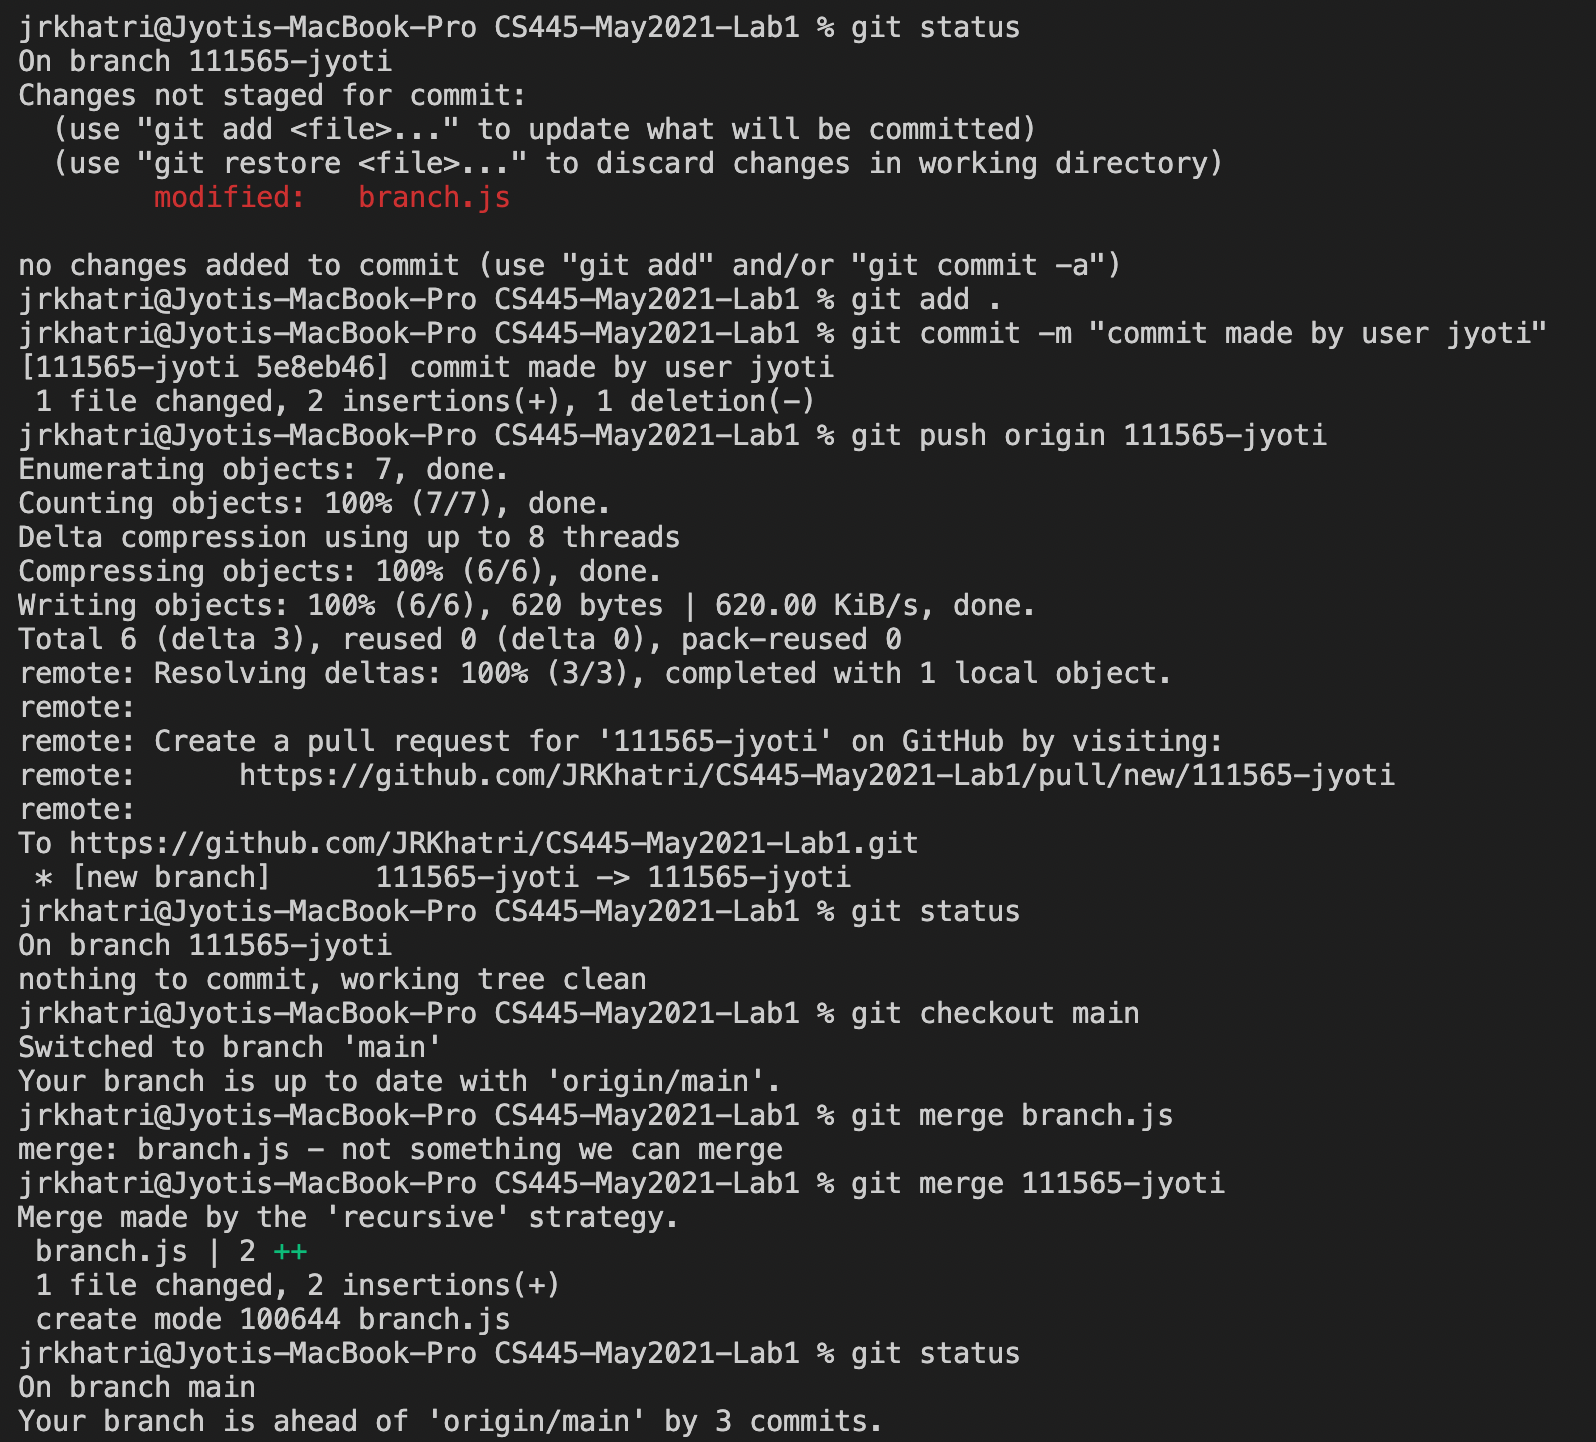 jrkhatri@Jyotis-MacBook-Pro CS445-May2021-Lab1 % git status
On branch 111565-jyoti
Changes not staged for commit:
  (use "git add <file>..." to update what will be committed)
  (use "git restore <file>..." to discard changes in working directory)
        modified:   branch.js

no changes added to commit (use "git add" and/or "git commit -a")
jrkhatri@Jyotis-MacBook-Pro CS445-May2021-Lab1 % git add .
jrkhatri@Jyotis-MacBook-Pro CS445-May2021-Lab1 % git commit -m "commit made by user jyoti"
[111565-jyoti 5e8eb46] commit made by user jyoti
 1 file changed, 2 insertions(+), 1 deletion(-)
jrkhatri@Jyotis-MacBook-Pro CS445-May2021-Lab1 % git push origin 111565-jyoti
Enumerating objects: 7, done.
Counting objects: 100% (7/7), done.
Delta compression using up to 8 threads
Compressing objects: 100% (6/6), done.
Writing objects: 100% (6/6), 620 bytes | 620.00 KiB/s, done.
Total 6 (delta 3), reused 0 (delta 0), pack-reused 0
remote: Resolving deltas: 100% (3/3), completed with 1 local object.
remote:
remote: Create a pull request for '111565-jyoti' on GitHub by visiting:
remote:      https://github.com/JRKhatri/CS445-May2021-Lab1/pull/new/111565-jyoti
remote:
To https://github.com/JRKhatri/CS445-May2021-Lab1.git
 * [new branch]      111565-jyoti -> 111565-jyoti
jrkhatri@Jyotis-MacBook-Pro CS445-May2021-Lab1 % git status
On branch 111565-jyoti
nothing to commit, working tree clean
jrkhatri@Jyotis-MacBook-Pro CS445-May2021-Lab1 % git checkout main
Switched to branch 'main'
Your branch is up to date with 'origin/main'.
jrkhatri@Jyotis-MacBook-Pro CS445-May2021-Lab1 % git merge branch.js
merge: branch.js - not something we can merge
jrkhatri@Jyotis-MacBook-Pro CS445-May2021-Lab1 % git merge 111565-jyoti
Merge made by the 'recursive' strategy.
 branch.js | 2 ++
 1 file changed, 2 insertions(+)
 create mode 100644 branch.js
jrkhatri@Jyotis-MacBook-Pro CS445-May2021-Lab1 % git status
On branch main
Your branch is ahead of 'origin/main' by 3 commits.